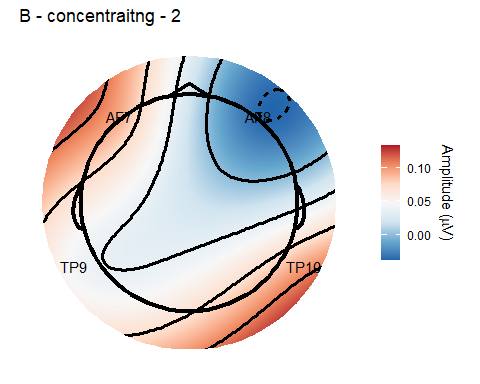 B - concentraitng - 2
AF7
AF8
TP9
TP10
Amplitude (µV)
0.10
0.05
0.00